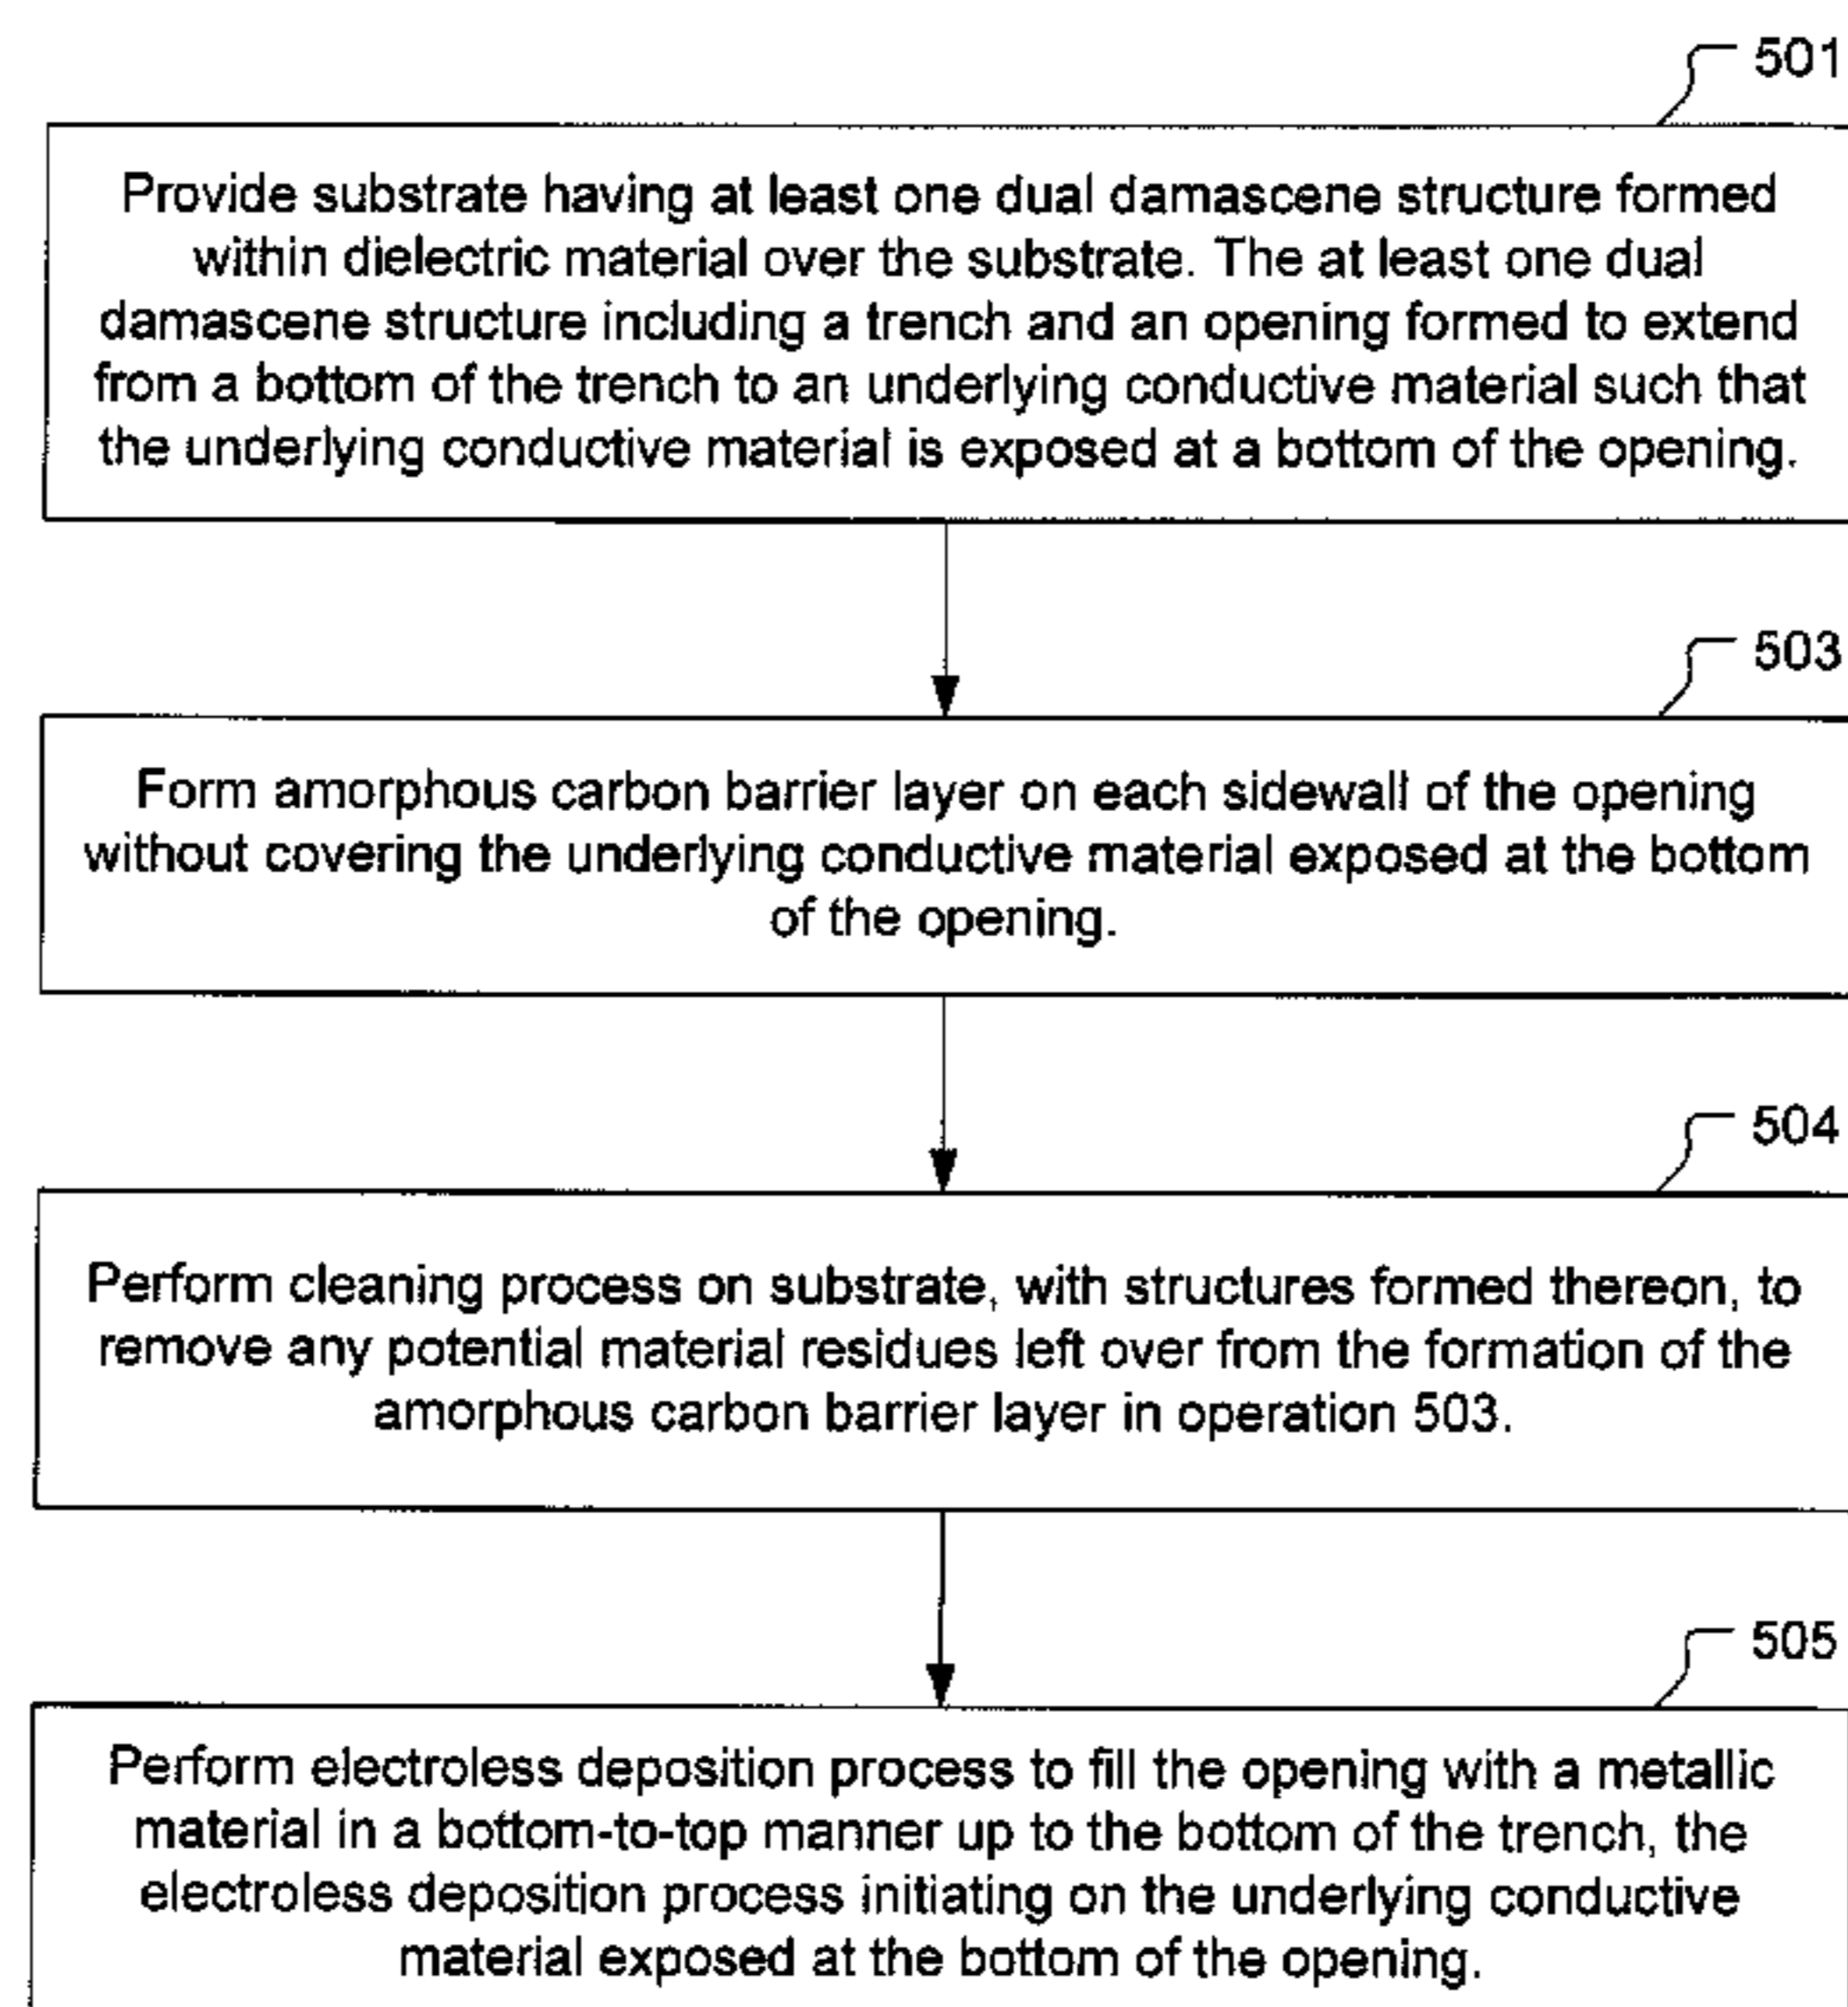 501
Provide substrate having at least one dual damascene structure formed
within dielectric material over the substrate. The at least one dual
damascene structure including a trench and an opening formed to extend
from a bottom of the trench to an underlying conductive material such that
the underlying conductive material is exposed at a bottom of the opening.
503
Form amorphous carbon barrier layer on each sidewall of the opening
without covering the underlying conductive material exposed at the bottom
of the opening.
504
Perform cleaning process on substrate, with structures formed thereon, to
remove any potential material residues left over from the formation of the
amorphous carbon barrier layer in operation 503.
505
Perform electroless deposition process to fill the opening with a metallic
material in a bottom-to-top manner up to the bottom of the trench, the
electroless deposition process initiating on the underlying conductive
material exposed at the bottom of the opening.